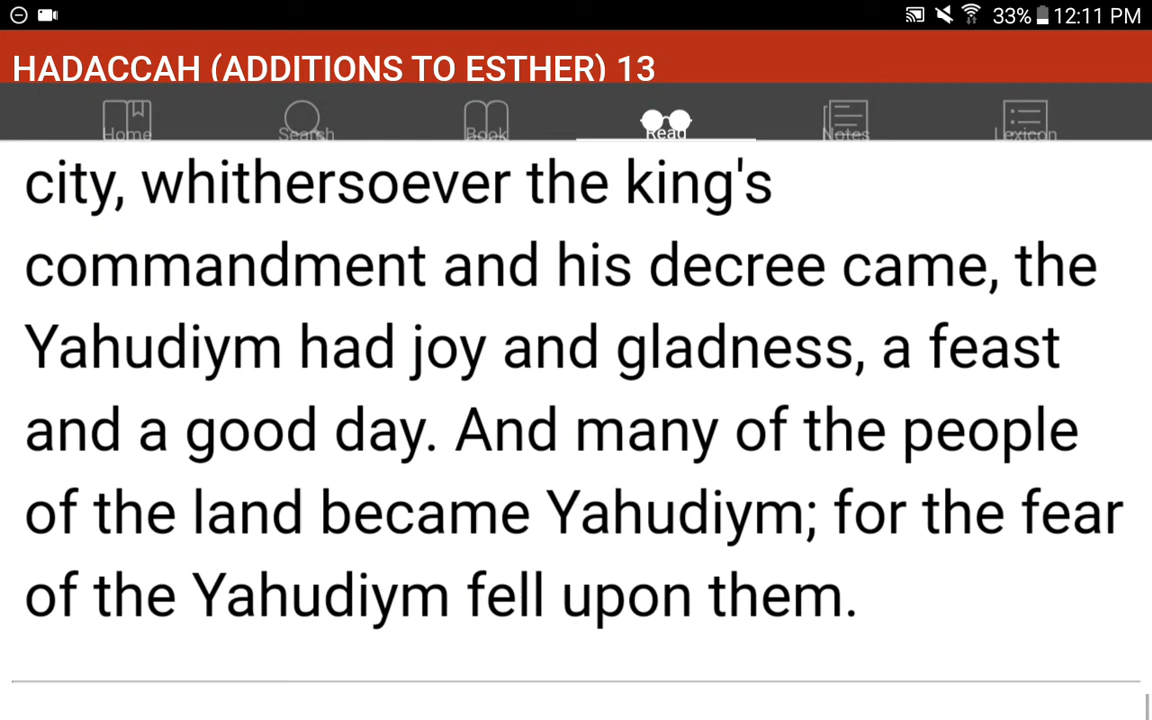 33% 12:11 PM
HADACCAH (ADDITIONS TO ESTHER) 13
Home Search Book Read Notes Lexicon
city, whithersoever the king's
commandment and his decree came, the
Yahudiym had joy and gladness, a feast
and a good day. And many of the people
of the land became Yahudiym; for the fear
of the Yahudiym fell upon them.